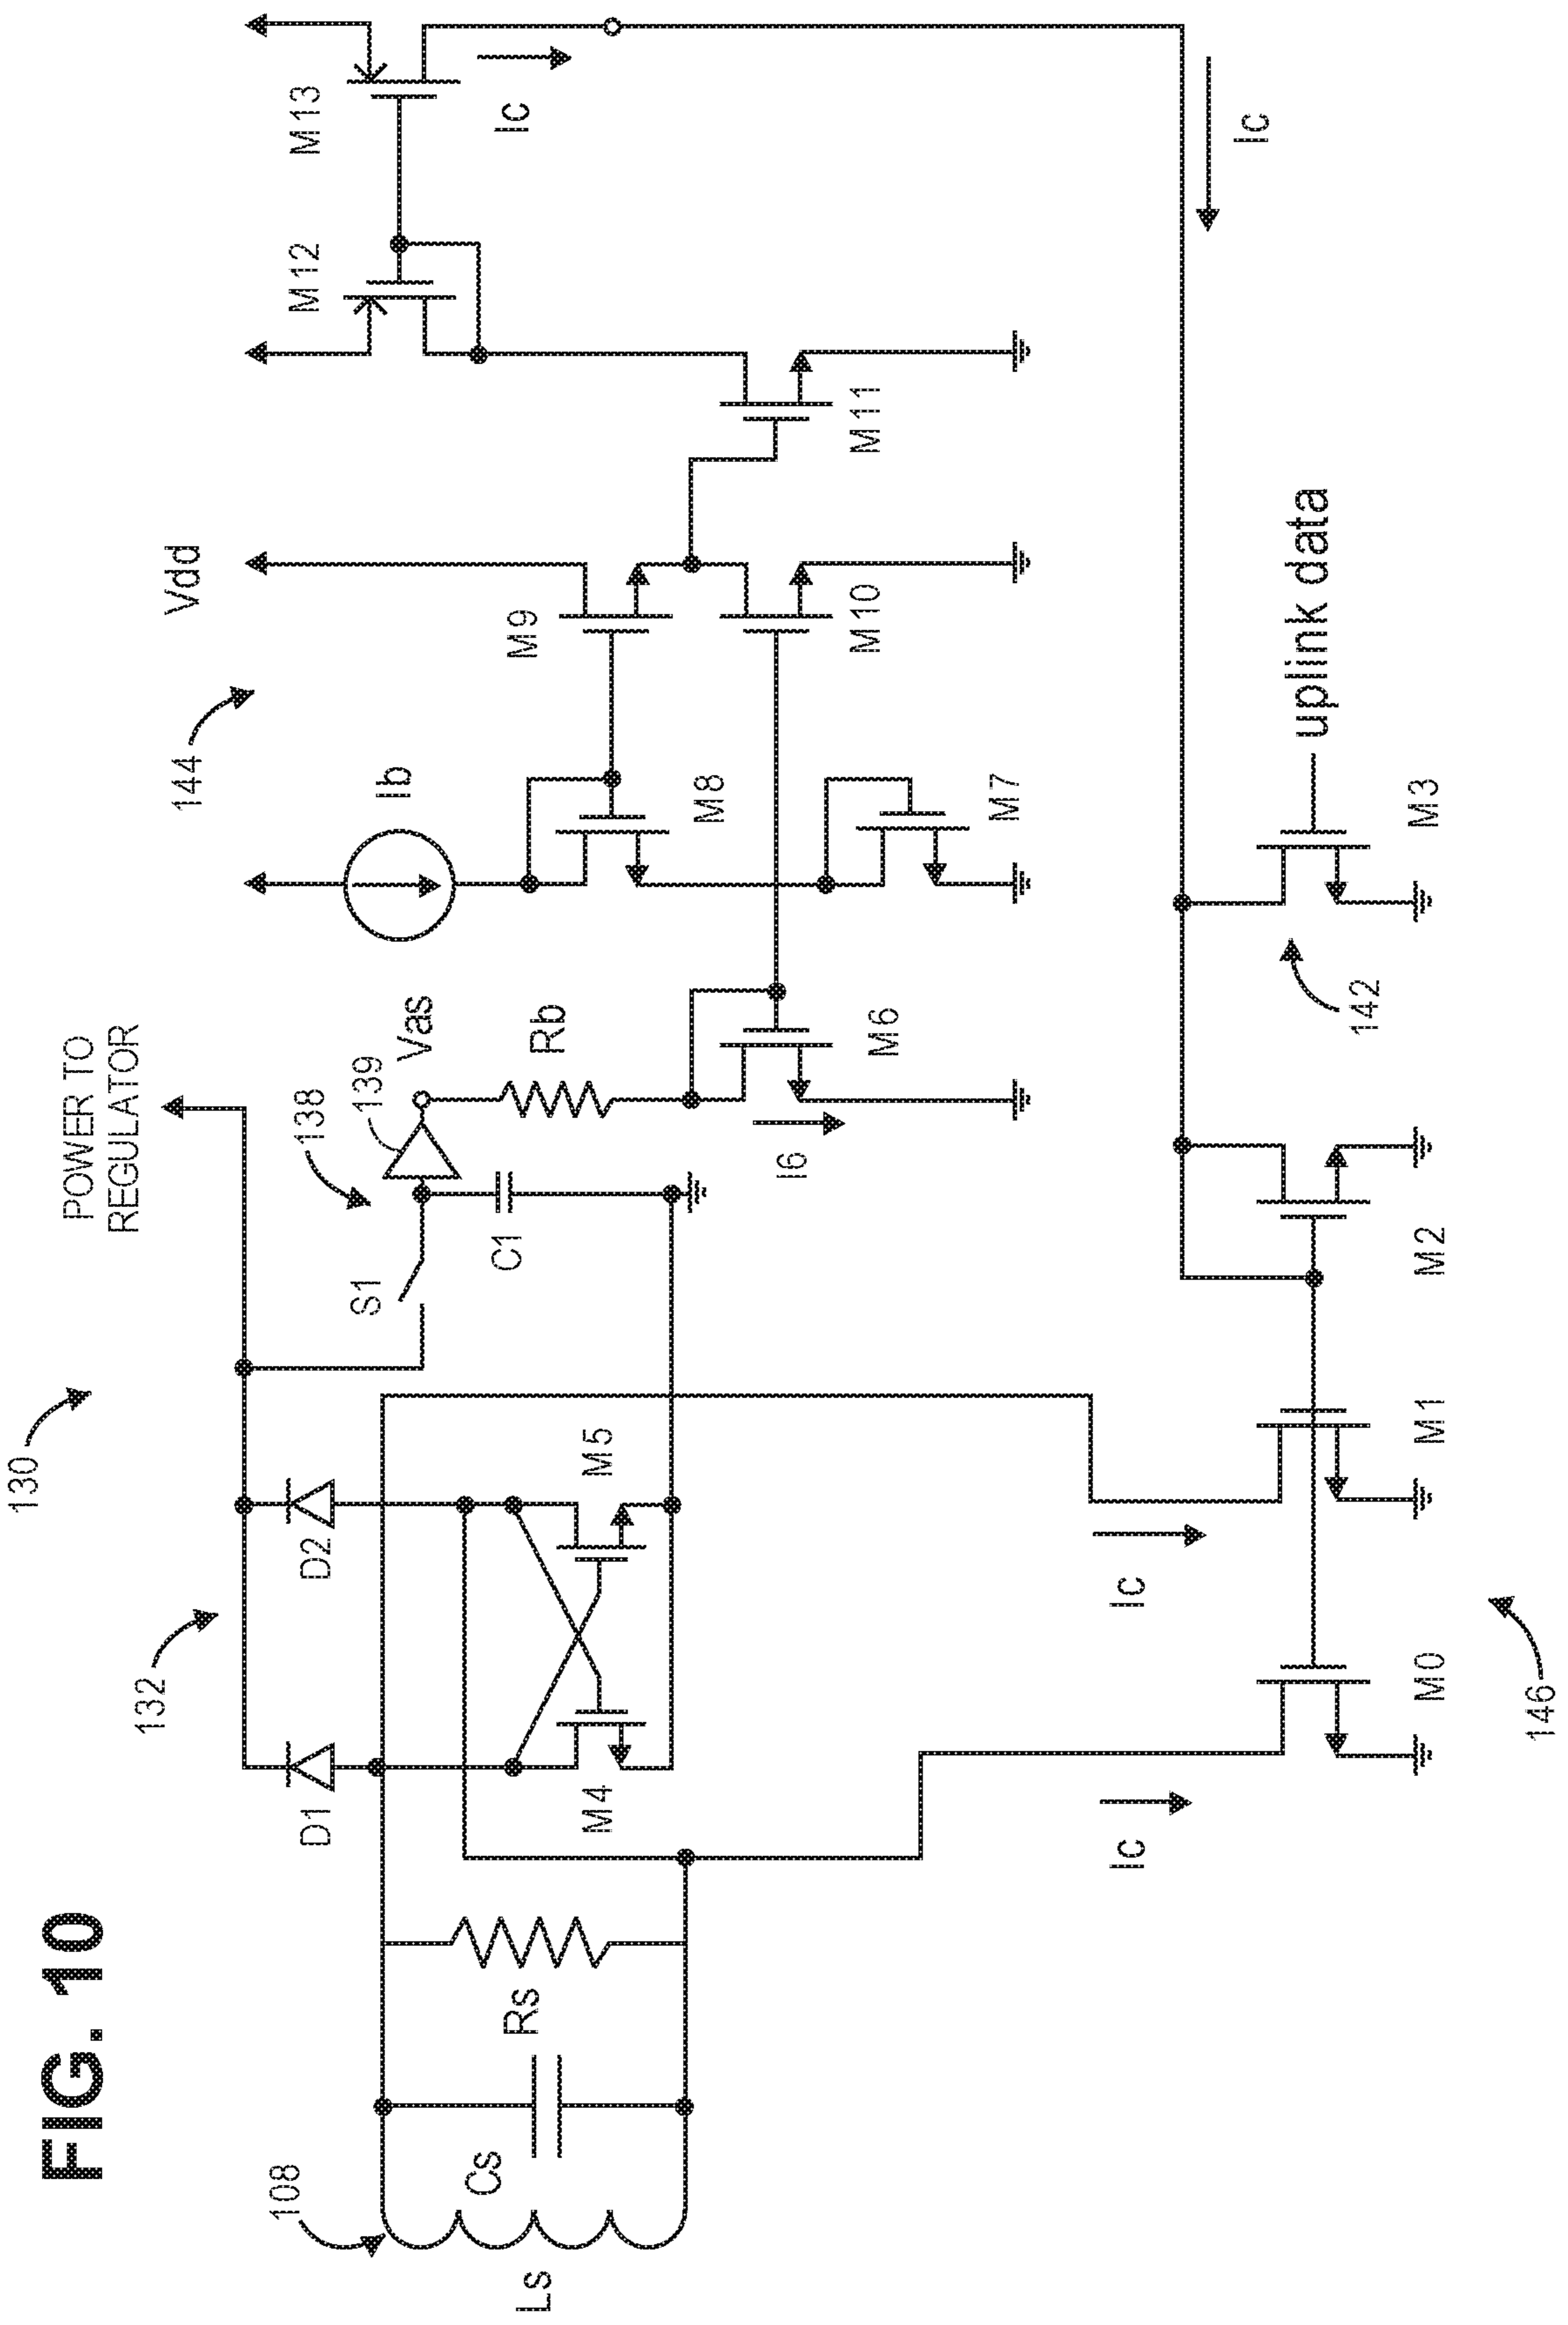 FIG. 10
130
132
POWER TO
REGULATOR
144
Vdd
108
D1
D2
S1
138
139
Vas
Ib
M12
M13
Ls
Cs
Rs
M4
M5
C1
Rb
I6
M6
M8
M7
M9
M10
M11
Ic
Ic
Ic
Ic
M0
M1
M2
142
M3
uplink data
146